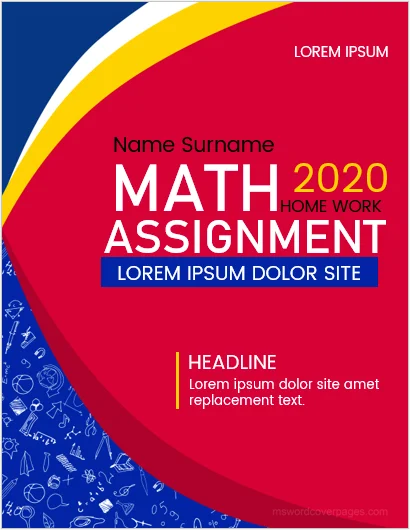 LOREM IPSUM
Name Surname
MATH 2020
HOME WORK
ASSIGNMENT
LOREM IPSUM DOLOR SITE
HEADLINE
Lorem ipsum dolor site amet
replacement text.
mswordcoverpages.com